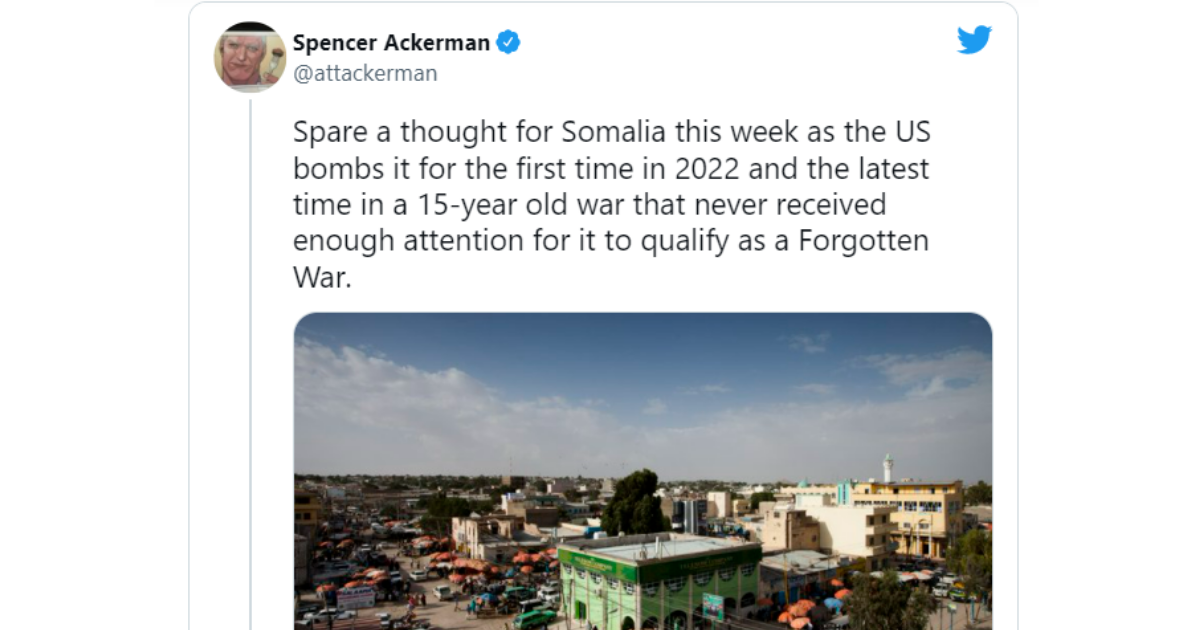 Spencer Ackerman
@attackerman
Spare a thought for Somalia this week as the US
bombs it for the first time in 2022 and the latest
time in a 15-year old war that never received
enough attention for it to qualify as a Forgotten
War.